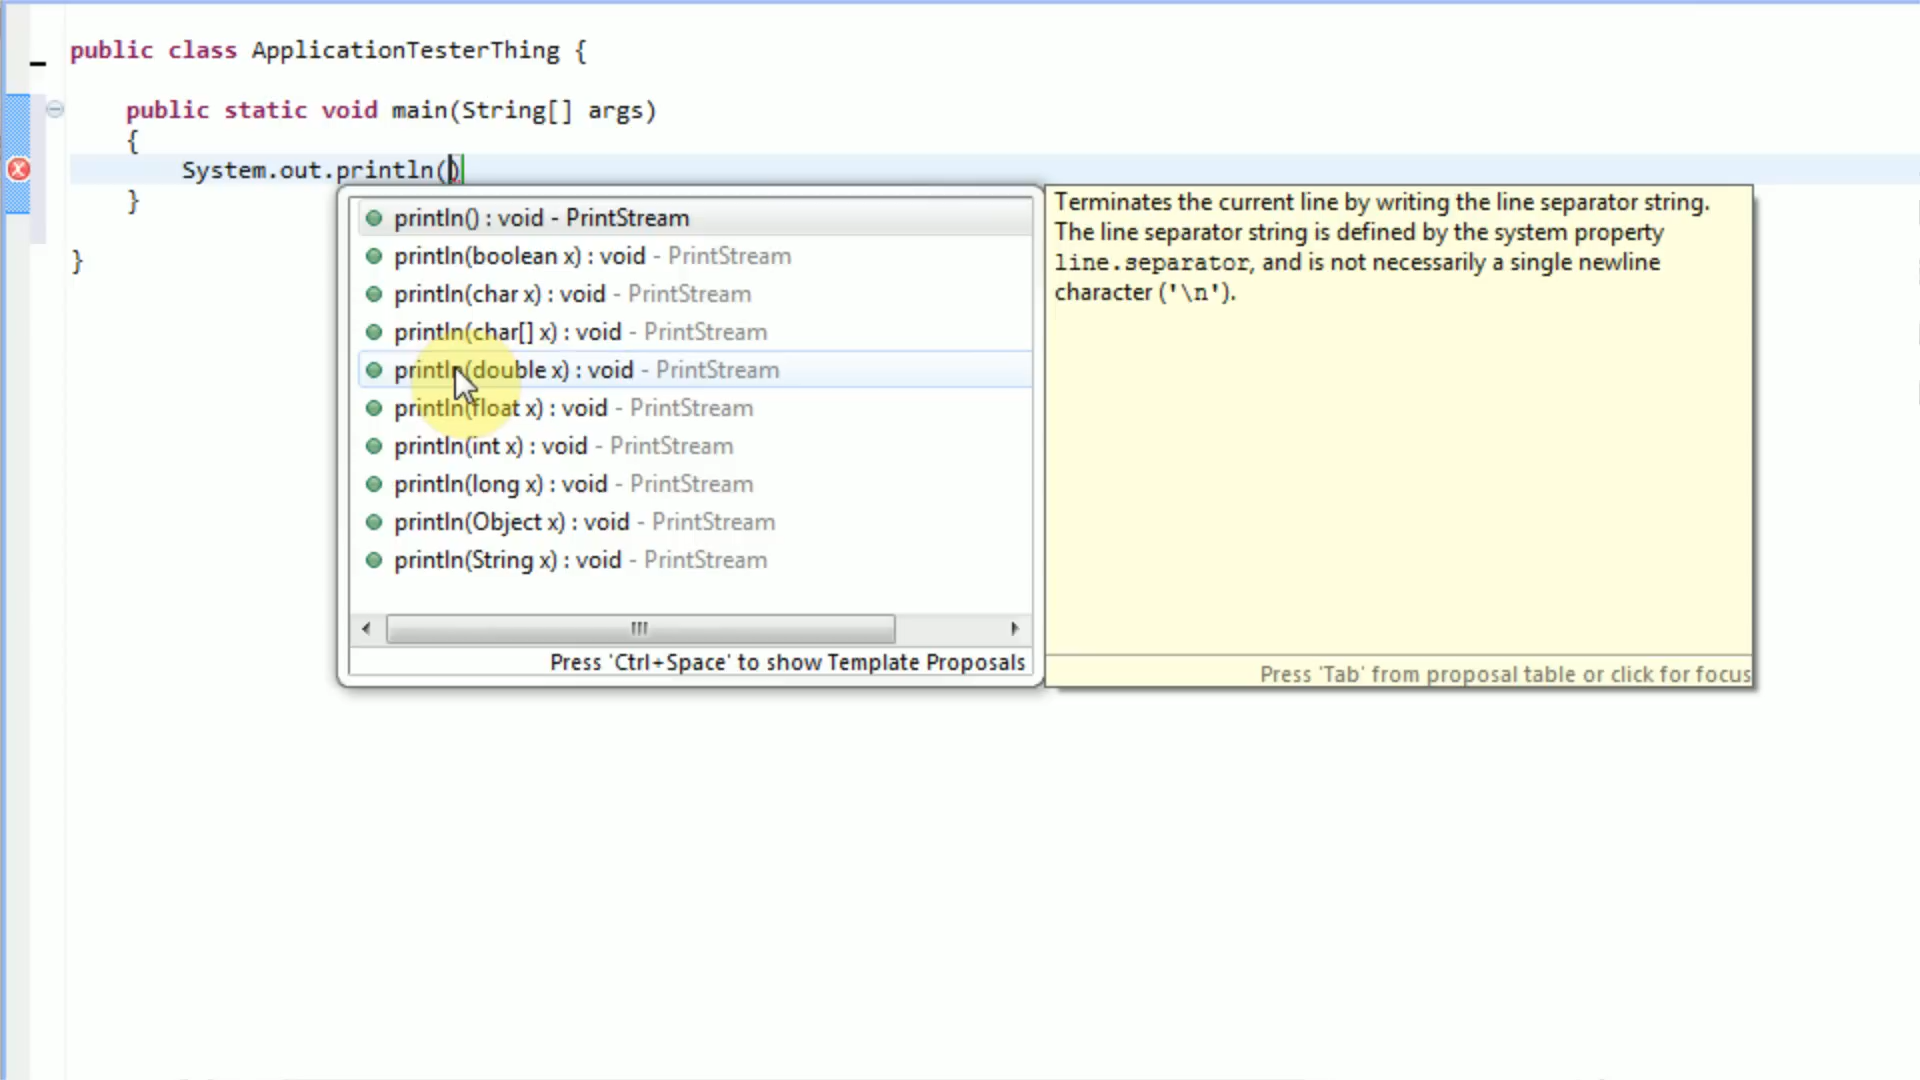 public class ApplicationTesterThing {
public static void main(String[] args)
{
System.out.println()
}
}
println() : void - PrintStream
println(boolean x) : void - PrintStream
println(char x) : void - PrintStream
println(char[] x) : void - PrintStream
println(double x) : void - PrintStream
println(float x) : void - PrintStream
println(int x) : void - PrintStream
println(long x) : void - PrintStream
println(Object x) : void - PrintStream
println(String x) : void - PrintStream
Press 'Ctrl+Space' to show Template Proposals
Terminates the current line by writing the line separator string.
The line separator string is defined by the system property
line.separator, and is not necessarily a single newline
character ('\n').
Press 'Tab' from proposal table or click for focus